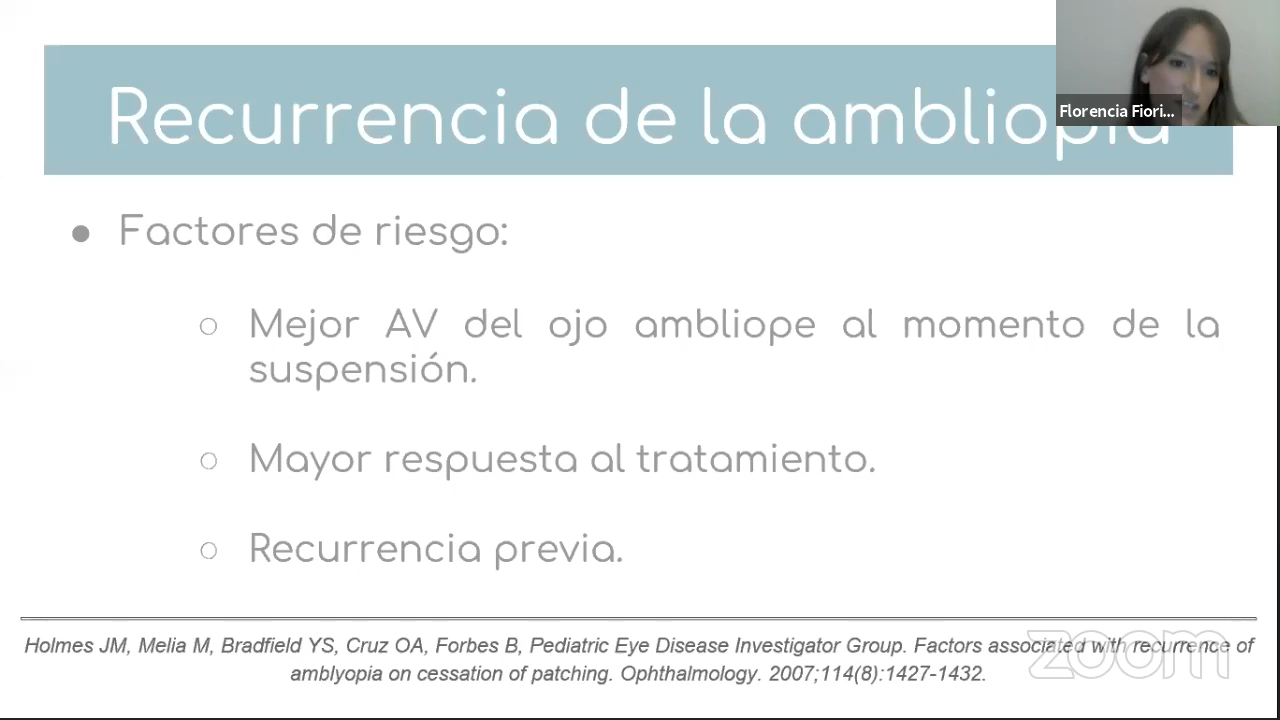 Recurrencia de la ambliopía
Florencia Fiori...
● Factores de riesgo:
○ Mejor AV del ojo ambliope al momento de la
suspensión.
○ Mayor respuesta al tratamiento.
○ Recurrencia previa.
Holmes JM, Melia M, Bradfield YS, Cruz OA, Forbes B, Pediatric Eye Disease Investigator Group. Factors associated with recurrence of
amblyopia on cessation of patching. Ophthalmology. 2007;114(8):1427-1432.
zoom